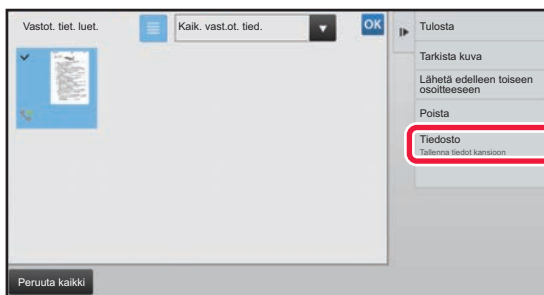 Vastot. tiet. luet.
Kaik. vast.ot. tied.
OK
Tulosta
Tarkista kuva
Lähetä edelleen toiseen
osoitteeseen
Poista
Tiedosto
Tallenna tiedot kansioon
Peruuta kaikki